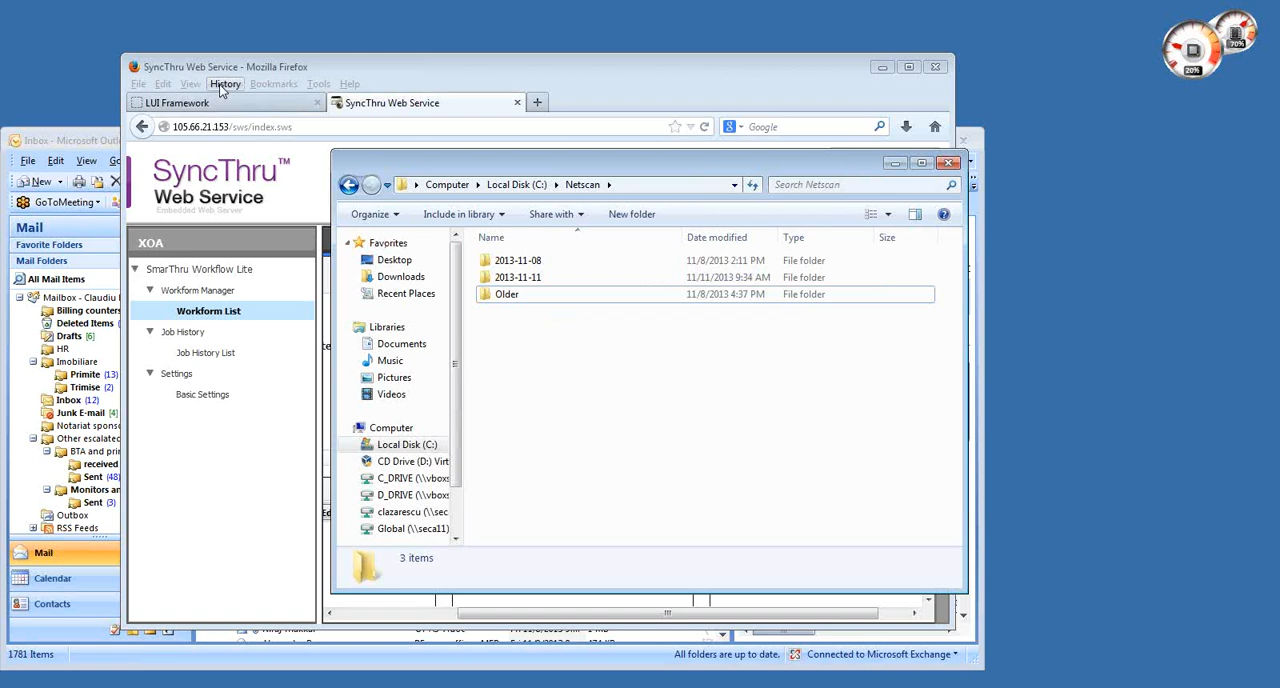 70%
20%
SyncThru Web Service - Mozilla Firefox
File Edit View History Bookmarks Tools Help
LUI Framework
SyncThru Web Service
105.66.21.153/sws/index.sws
Google
Inbox - Microsoft Outlo
File Edit View Go
New
GoToMeeting
Mail
Favorite Folders
Mail Folders
All Mail Items
Mailbox - Claudiu
Billing counters
Deleted Items
Drafts [6]
HR
Imobiliare
Primite (13)
Trimise (2)
Inbox (12)
Junk E-mail [4]
Notariat spons
Other escalated
BTA and prin
received
Sent (48)
Monitors an
Sent (3)
Outbox
RSS Feeds
Mail
Calendar
Contacts
1781 Items
All folders are up to date.
Connected to Microsoft Exchange
SyncThru™
Web Service
Embedded Web Server
XOA
SmarThru Workflow Lite
Workform Manager
Workform List
Job History
Job History List
Settings
Basic Settings
Computer Local Disk (C:) Netscan
Search Netscan
Organize Include in library Share with New folder
Favorites
Desktop
Downloads
Recent Places
Libraries
Documents
Music
Pictures
Videos
Computer
Local Disk (C:)
CD Drive (D:) Virt
C_DRIVE (\\vboxs
D_DRIVE (\\vboxs
clazarescu (\\sec
Global (\\seca11)
Name Date modified Type Size
2013-11-08 11/8/2013 2:11 PM File folder
2013-11-11 11/11/2013 9:34 AM File folder
Older 11/8/2013 4:37 PM File folder
3 items